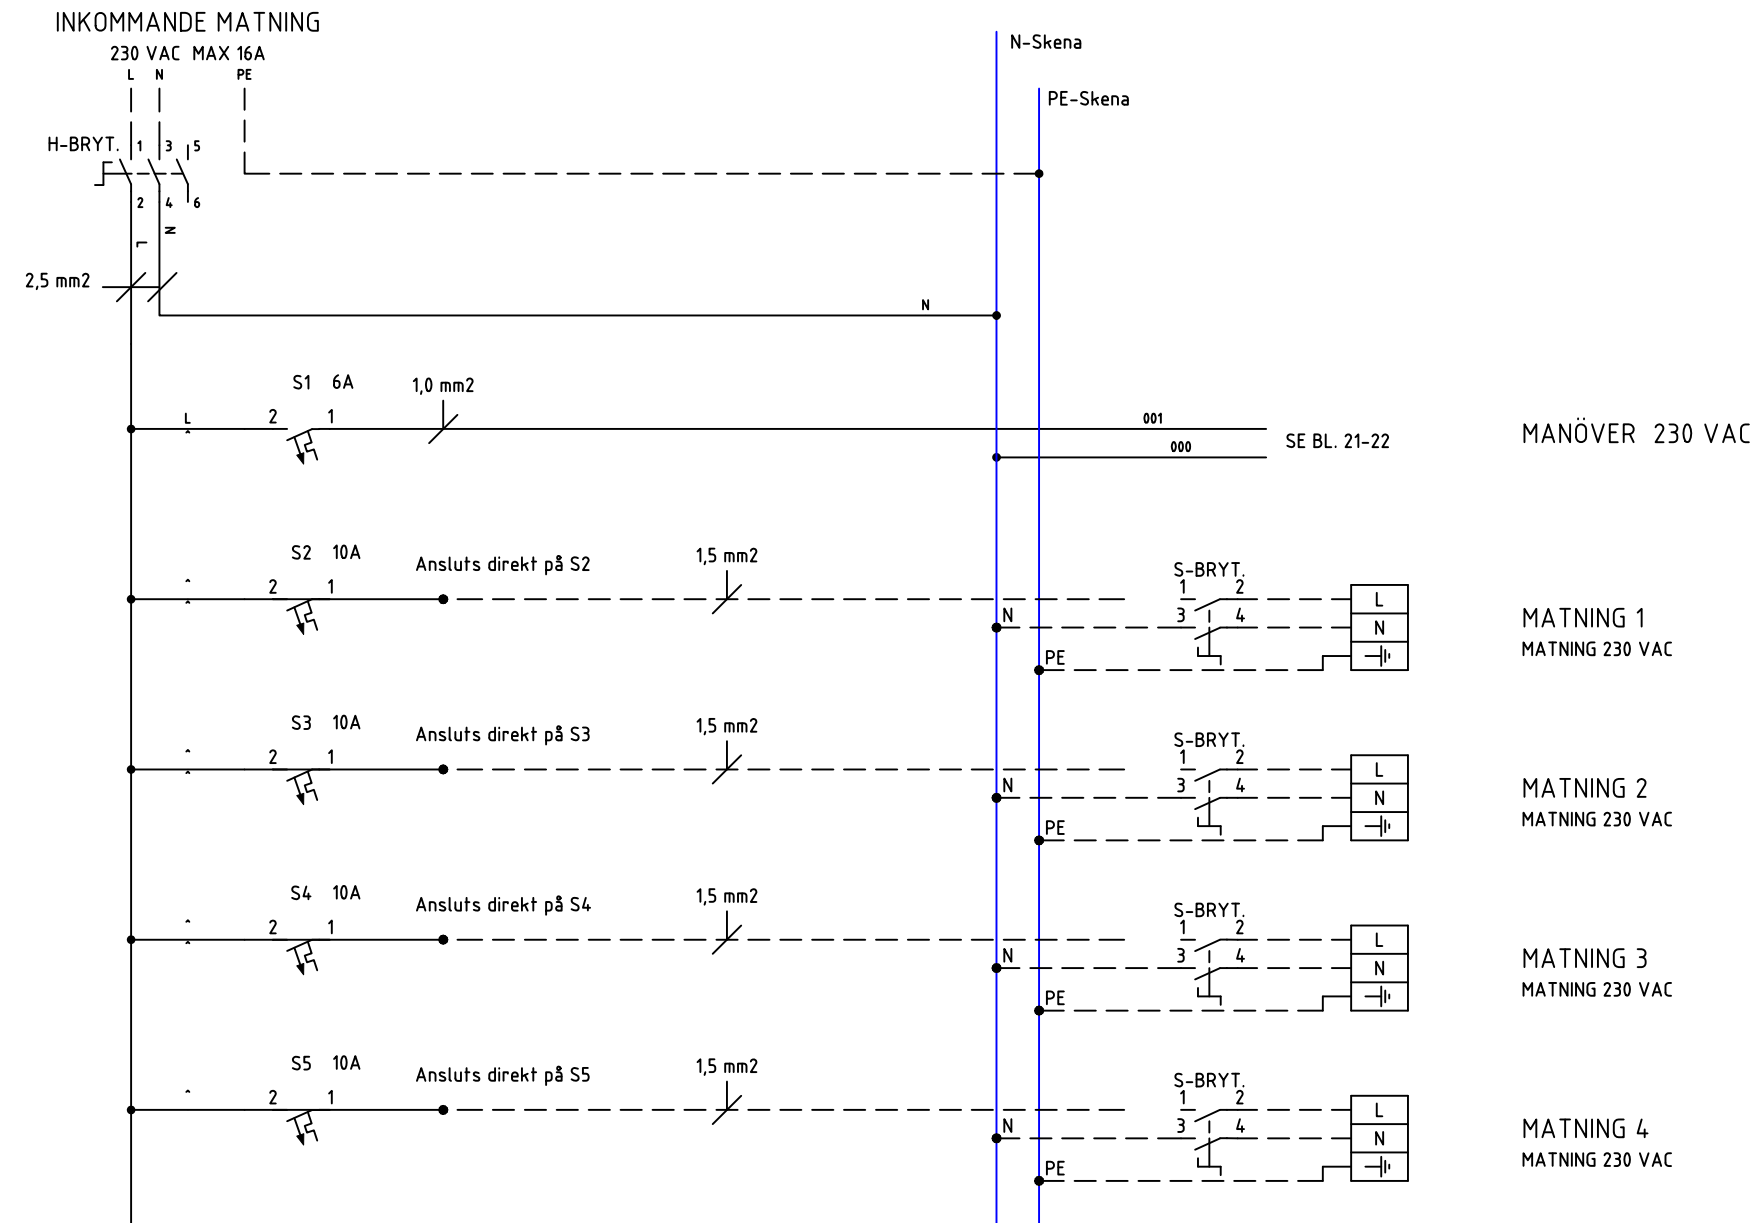 INKOMMANDE MATNING
230 VAC MAX 16A
L N PE
N-Skena
PE-Skena
H-BRYT. 1 3 5
2 4 6
L N
2,5 mm2
N
S1 6A 1,0 mm2
L 2 1 001
000
SE BL. 21-22
MANÖVER 230 VAC
S2 10A Ansluts direkt på S2 1,5 mm2 S-BRYT.
2 1 1 2 L
N 3 4 N
PE
MATNING 1
MATNING 230 VAC
S3 10A Ansluts direkt på S3 1,5 mm2 S-BRYT.
2 1 1 2 L
N 3 4 N
PE
MATNING 2
MATNING 230 VAC
S4 10A Ansluts direkt på S4 1,5 mm2 S-BRYT.
2 1 1 2 L
N 3 4 N
PE
MATNING 3
MATNING 230 VAC
S5 10A Ansluts direkt på S5 1,5 mm2 S-BRYT.
2 1 1 2 L
N 3 4 N
PE
MATNING 4
MATNING 230 VAC